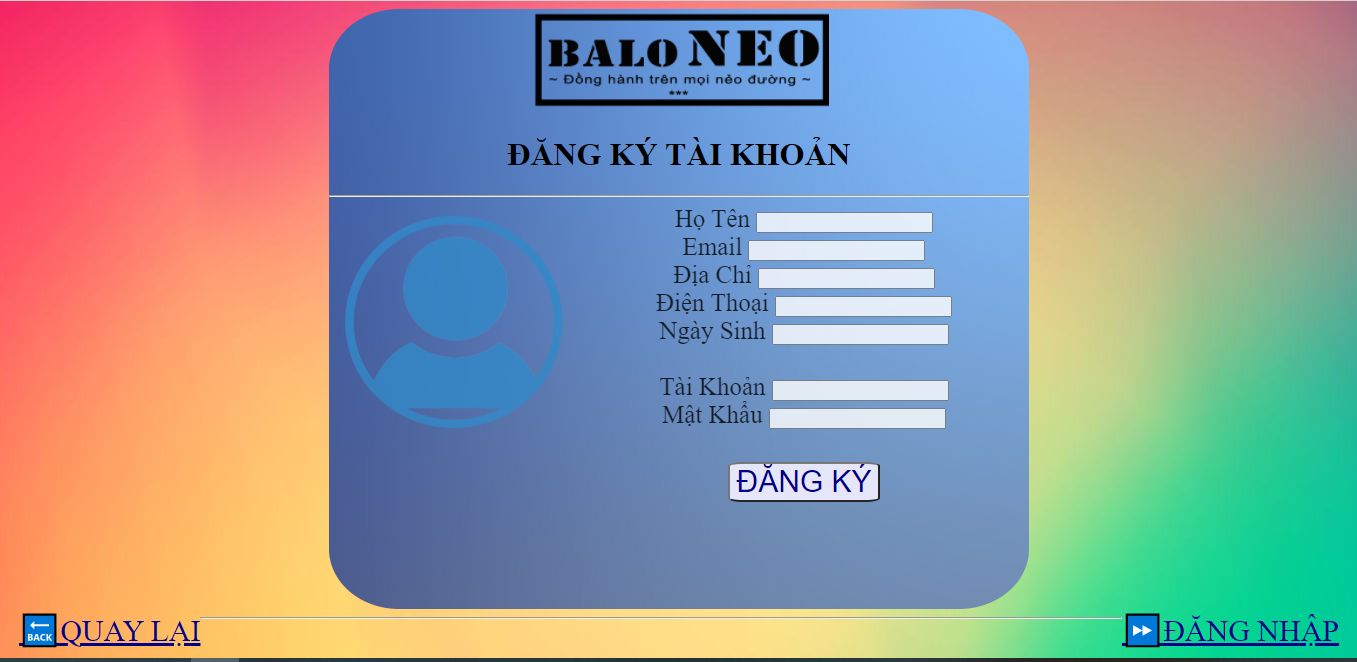 BALO NEO
~ Đồng hành trên mọi nẻo đường ~
***
ĐĂNG KÝ TÀI KHOẢN
Họ Tên
Email
Địa Chỉ
Điện Thoại
Ngày Sinh
Tài Khoản
Mật Khẩu
ĐĂNG KÝ
BACK QUAY LẠI
ĐĂNG NHẬP